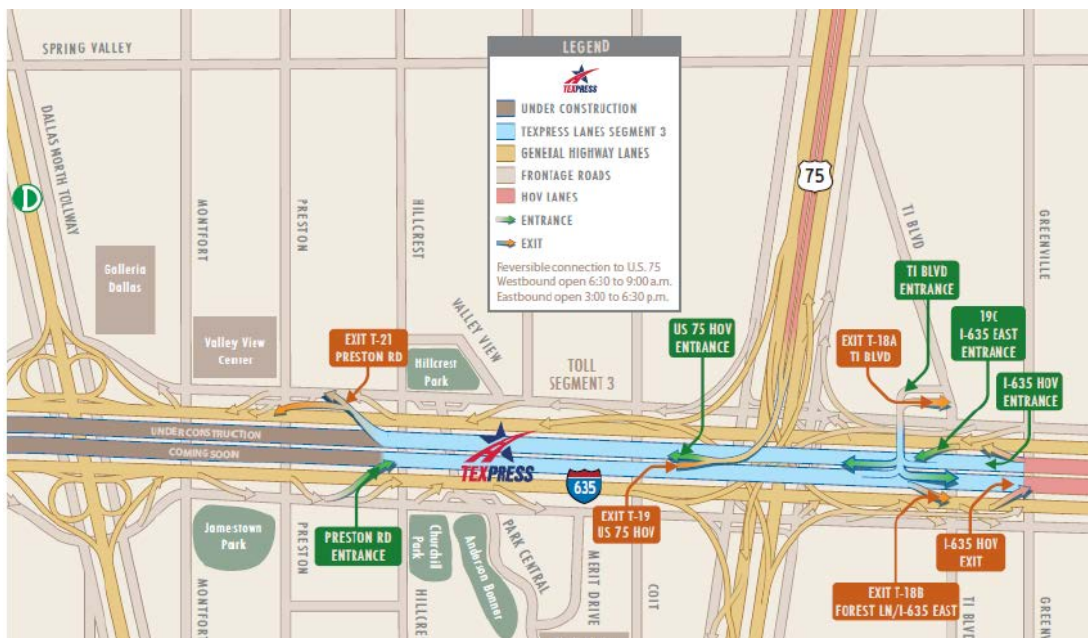 SPRING VALLEY
DALLAS NORTH TOLLWAY
D
MONTFORT
PRESTON
HILLCREST
LEGEND
TEXPRESS
UNDER CONSTRUCTION
TEXPRESS LANES SEGMENT 3
GENERAL HIGHWAY LANES
FRONTAGE ROADS
HOV LANES
ENTRANCE
EXIT
Reversible connection to U.S. 75
Westbound open 6:30 to 9:00 a.m.
Eastbound open 3:00 to 6:30 p.m.
75
TI BLVD
GREENVILLE
Galleria
Dallas
Valley View
Center
EXIT T-21
PRESTON RD
Hillcrest
Park
VALLEY VIEW
TOLL
SEGMENT 3
US 75 HOV
ENTRANCE
EXIT T-18A
TI BLVD
TI BLVD
ENTRANCE
19C
I-635 EAST
ENTRANCE
I-635 HOV
ENTRANCE
UNDER CONSTRUCTION
COMING SOON
TEXPRESS
635
Jamestown
Park
PRESTON RD
ENTRANCE
Churchill
Park
Anderson Bonner
PARK CENTRAL
EXIT T-19
US 75 HOV
EXIT T-18B
FOREST LN/I-635 EAST
I-635 HOV
EXIT
MONTFORT
PRESTON
HILLCRE
MERIT DRIVE
COIT
TI BLVD
GREENV